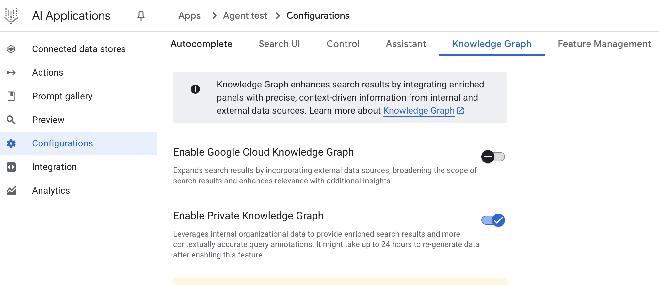 AI Applications
Apps > Agent test > Configurations
Connected data stores
Actions
Prompt gallery
Preview
Configurations
Integration
Analytics
Autocomplete Search UI Control Assistant Knowledge Graph Feature Management
Knowledge Graph enhances search results by integrating enriched
panels with precise, context-driven information from internal and
external data sources. Learn more about Knowledge Graph
Enable Google Cloud Knowledge Graph
Expands search results by incorporating external data sources, broadening the scope of
search results and enhances relevance with additional insights.
Enable Private Knowledge Graph
Leverages internal organizational data to provide enriched search results and more
contextually accurate query annotations. It might take up to 24 hours to re-generate data
after enabling this feature.